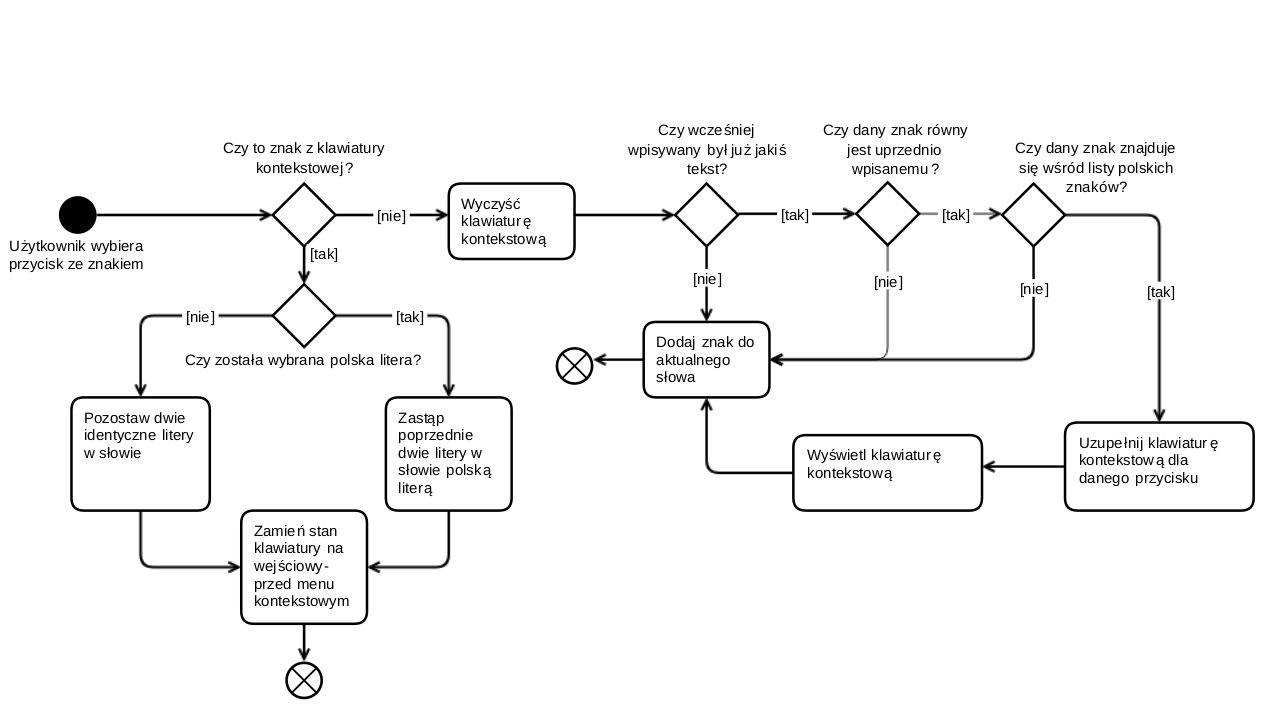 Czy to znak z klawiatury
kontekstowej?
Użytkownik wybiera
przycisk ze znakiem
[nie]
[tak]
Wyczyść
klawiaturę
kontekstową
Czy wcześniej
wpisywany był już jakiś
tekst?
[tak]
[nie]
Czy dany znak równy
jest uprzednio
wpisanemu?
[tak]
[nie]
Czy dany znak znajduje
się wśród listy polskich
znaków?
[nie]
[tak]
[nie]
[tak]
Czy została wybrana polska litera?
Pozostaw dwie
identyczne litery
w słowie
Zastąp
poprzednie
dwie litery w
słowie polską
literą
Zamień stan
klawiatury na
wejściowy-
przed menu
kontekstowym
Dodaj znak do
aktualnego
słowa
Wyświetl klawiaturę
kontekstową
Uzupełnij klawiaturę
kontekstową dla
danego przycisku